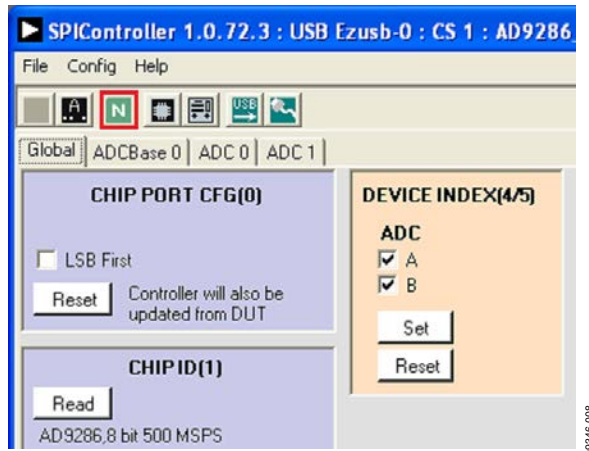 SPIController 1.0.72.3 : USB Ezusb-0 : CS 1 : AD9286_
File Config Help
A
N
USB
Global ADCBase 0 ADC 0 ADC 1
CHIP PORT CFG(0)
LSB First
Reset Controller will also be
updated from DUT
CHIP ID(1)
Read
AD9286,8 bit 500 MSPS
DEVICE INDEX(4/5)
ADC
A
B
Set
Reset